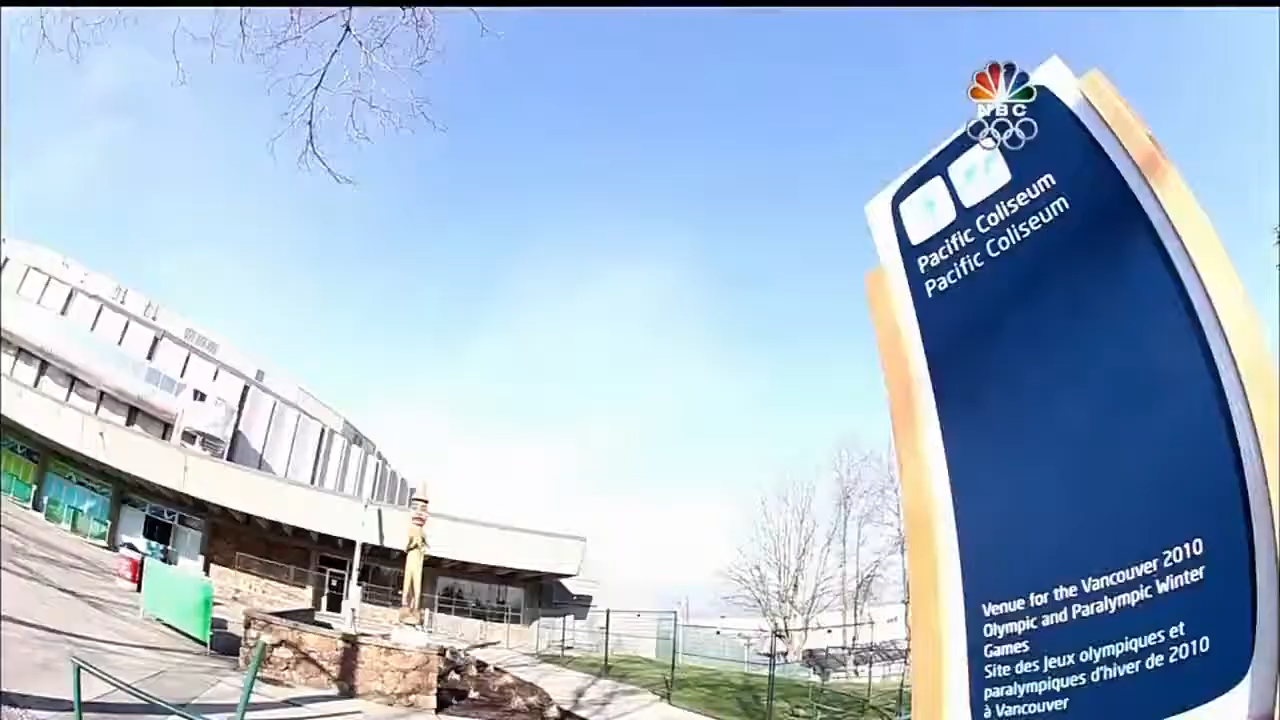 NBC
Pacific Coliseum
Pacific Coliseum
Venue for the Vancouver 2010
Olympic and Paralympic Winter
Games
Site des Jeux olympiques et
paralympiques d'hiver de 2010
à Vancouver